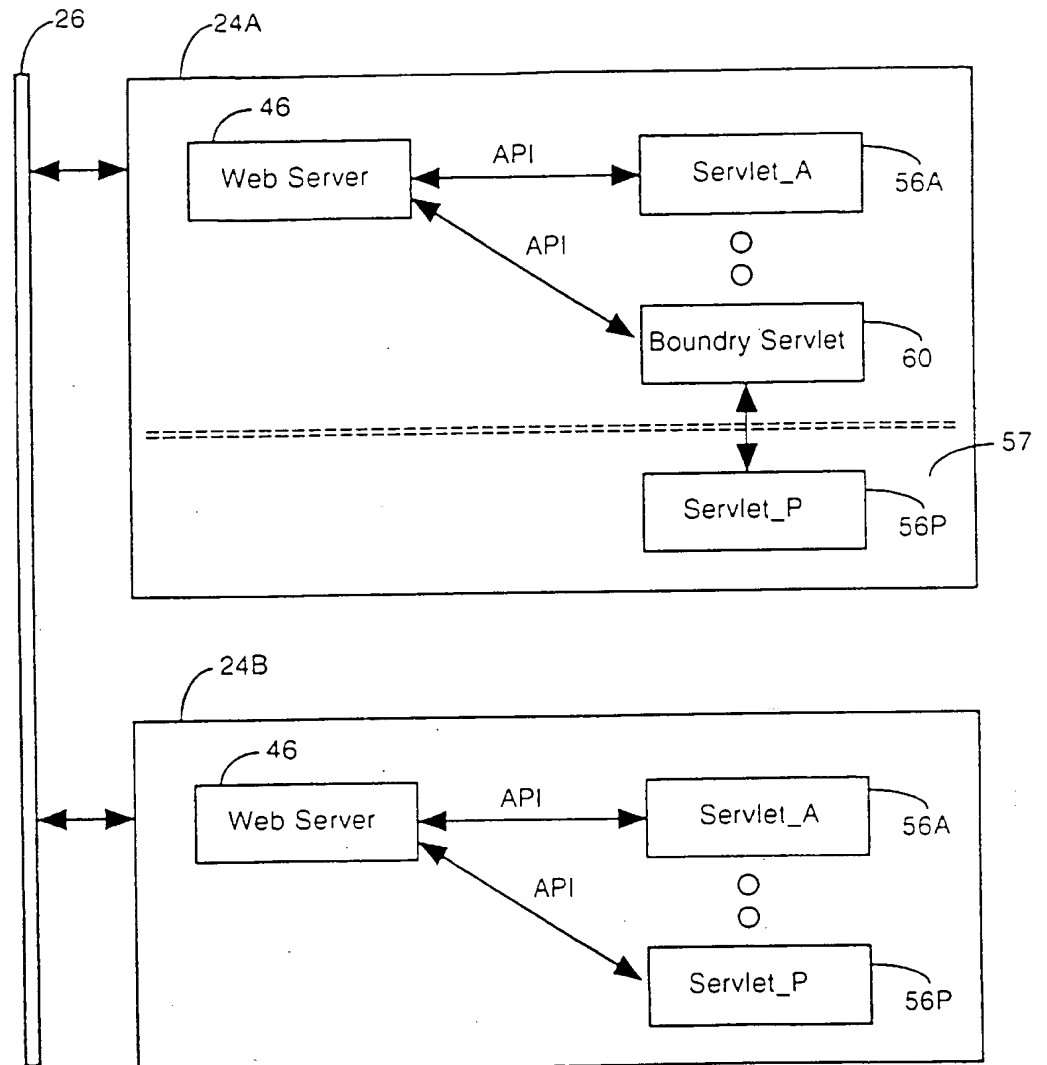 26
24A
46
Web Server
API
Servlet_A
56A
API
Boundry Servlet
60
57
Servlet_P
56P
24B
46
Web Server
API
Servlet_A
56A
API
Servlet_P
56P